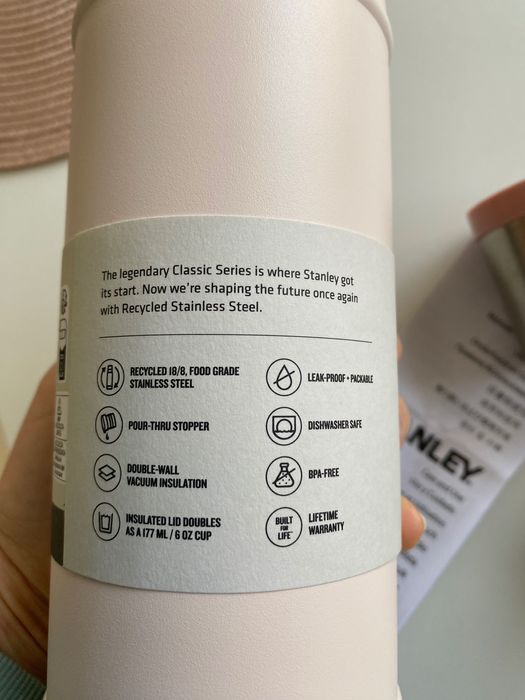 The legendary Classic Series is where Stanley got
its start. Now we're shaping the future once again
with Recycled Stainless Steel.
RECYCLED 18/8, FOOD GRADE
STAINLESS STEEL
POUR-THRU STOPPER
DOUBLE-WALL
VACUUM INSULATION
INSULATED LID DOUBLES
AS A 177 ML / 6 OZ CUP
LEAK-PROOF • PACKABLE
DISHWASHER SAFE
BPA-FREE
BUILT
FOR
LIFE™
LIFETIME
WARRANTY
NLEY